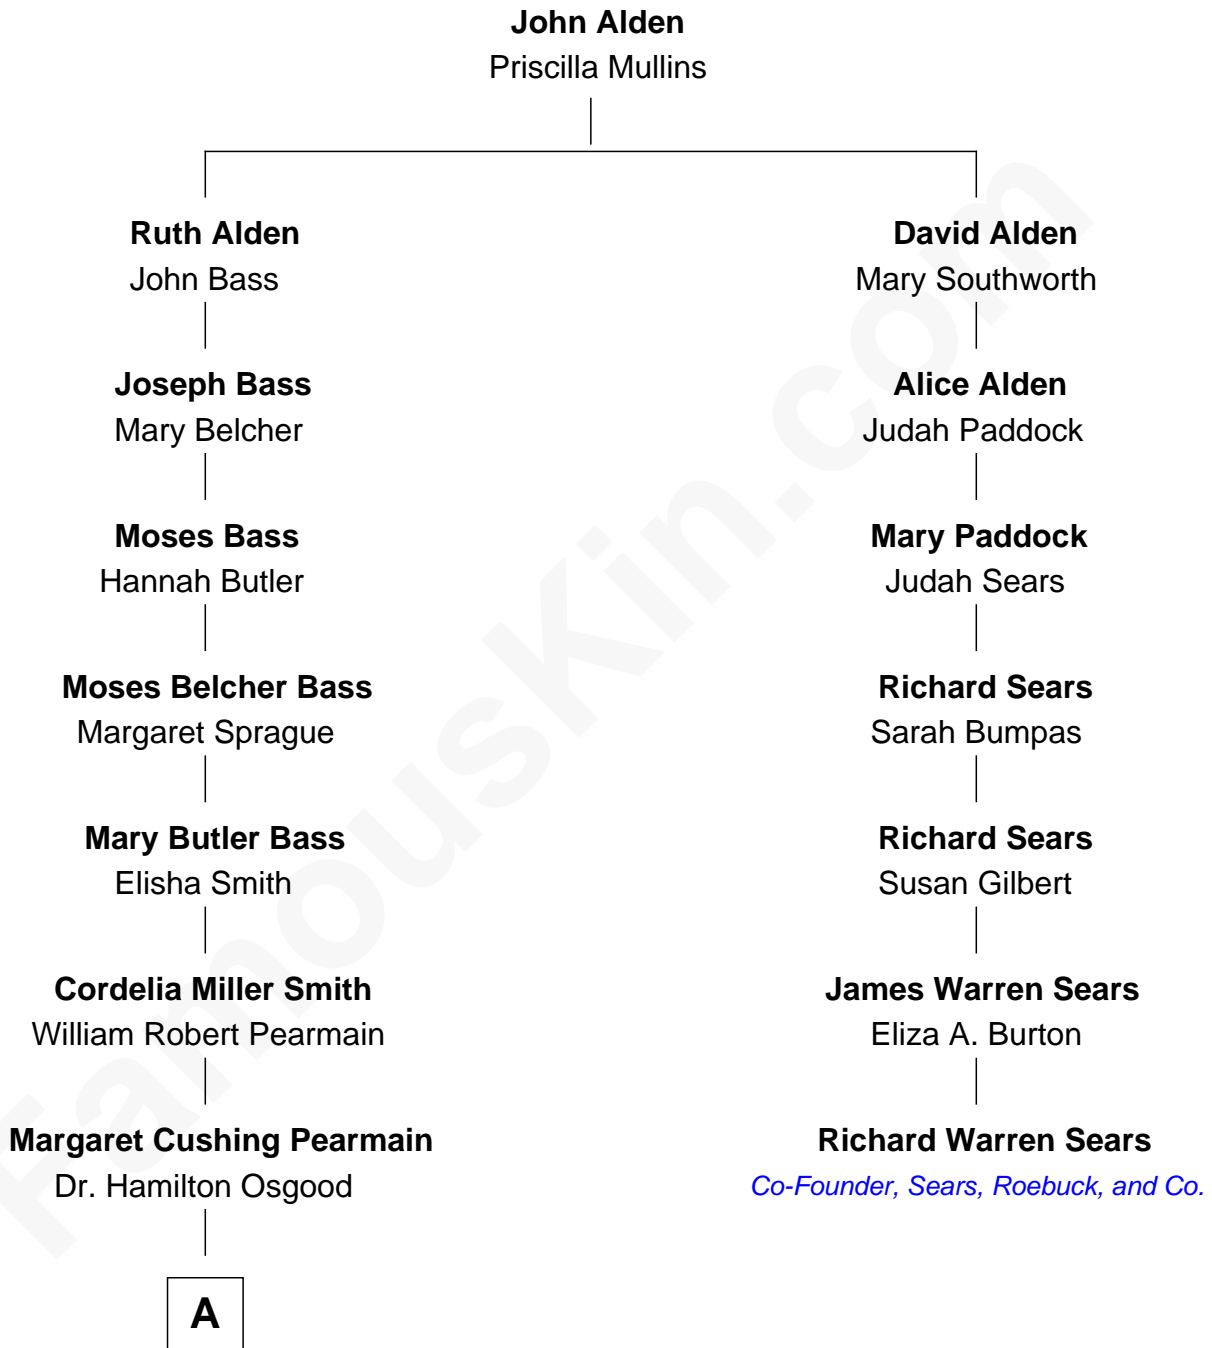 John Alden
Priscilla Mullins
Ruth Alden
John Bass
Joseph Bass
Mary Belcher
Moses Bass
Hannah Butler
Moses Belcher Bass
Margaret Sprague
Mary Butler Bass
Elisha Smith
Cordelia Miller Smith
William Robert Pearmain
Margaret Cushing Pearmain
Dr. Hamilton Osgood
A
David Alden
Mary Southworth
Alice Alden
Judah Paddock
Mary Paddock
Judah Sears
Richard Sears
Sarah Bumpas
Richard Sears
Susan Gilbert
James Warren Sears
Eliza A. Burton
Richard Warren Sears
Co-Founder, Sears, Roebuck, and Co.
FamousKin.com